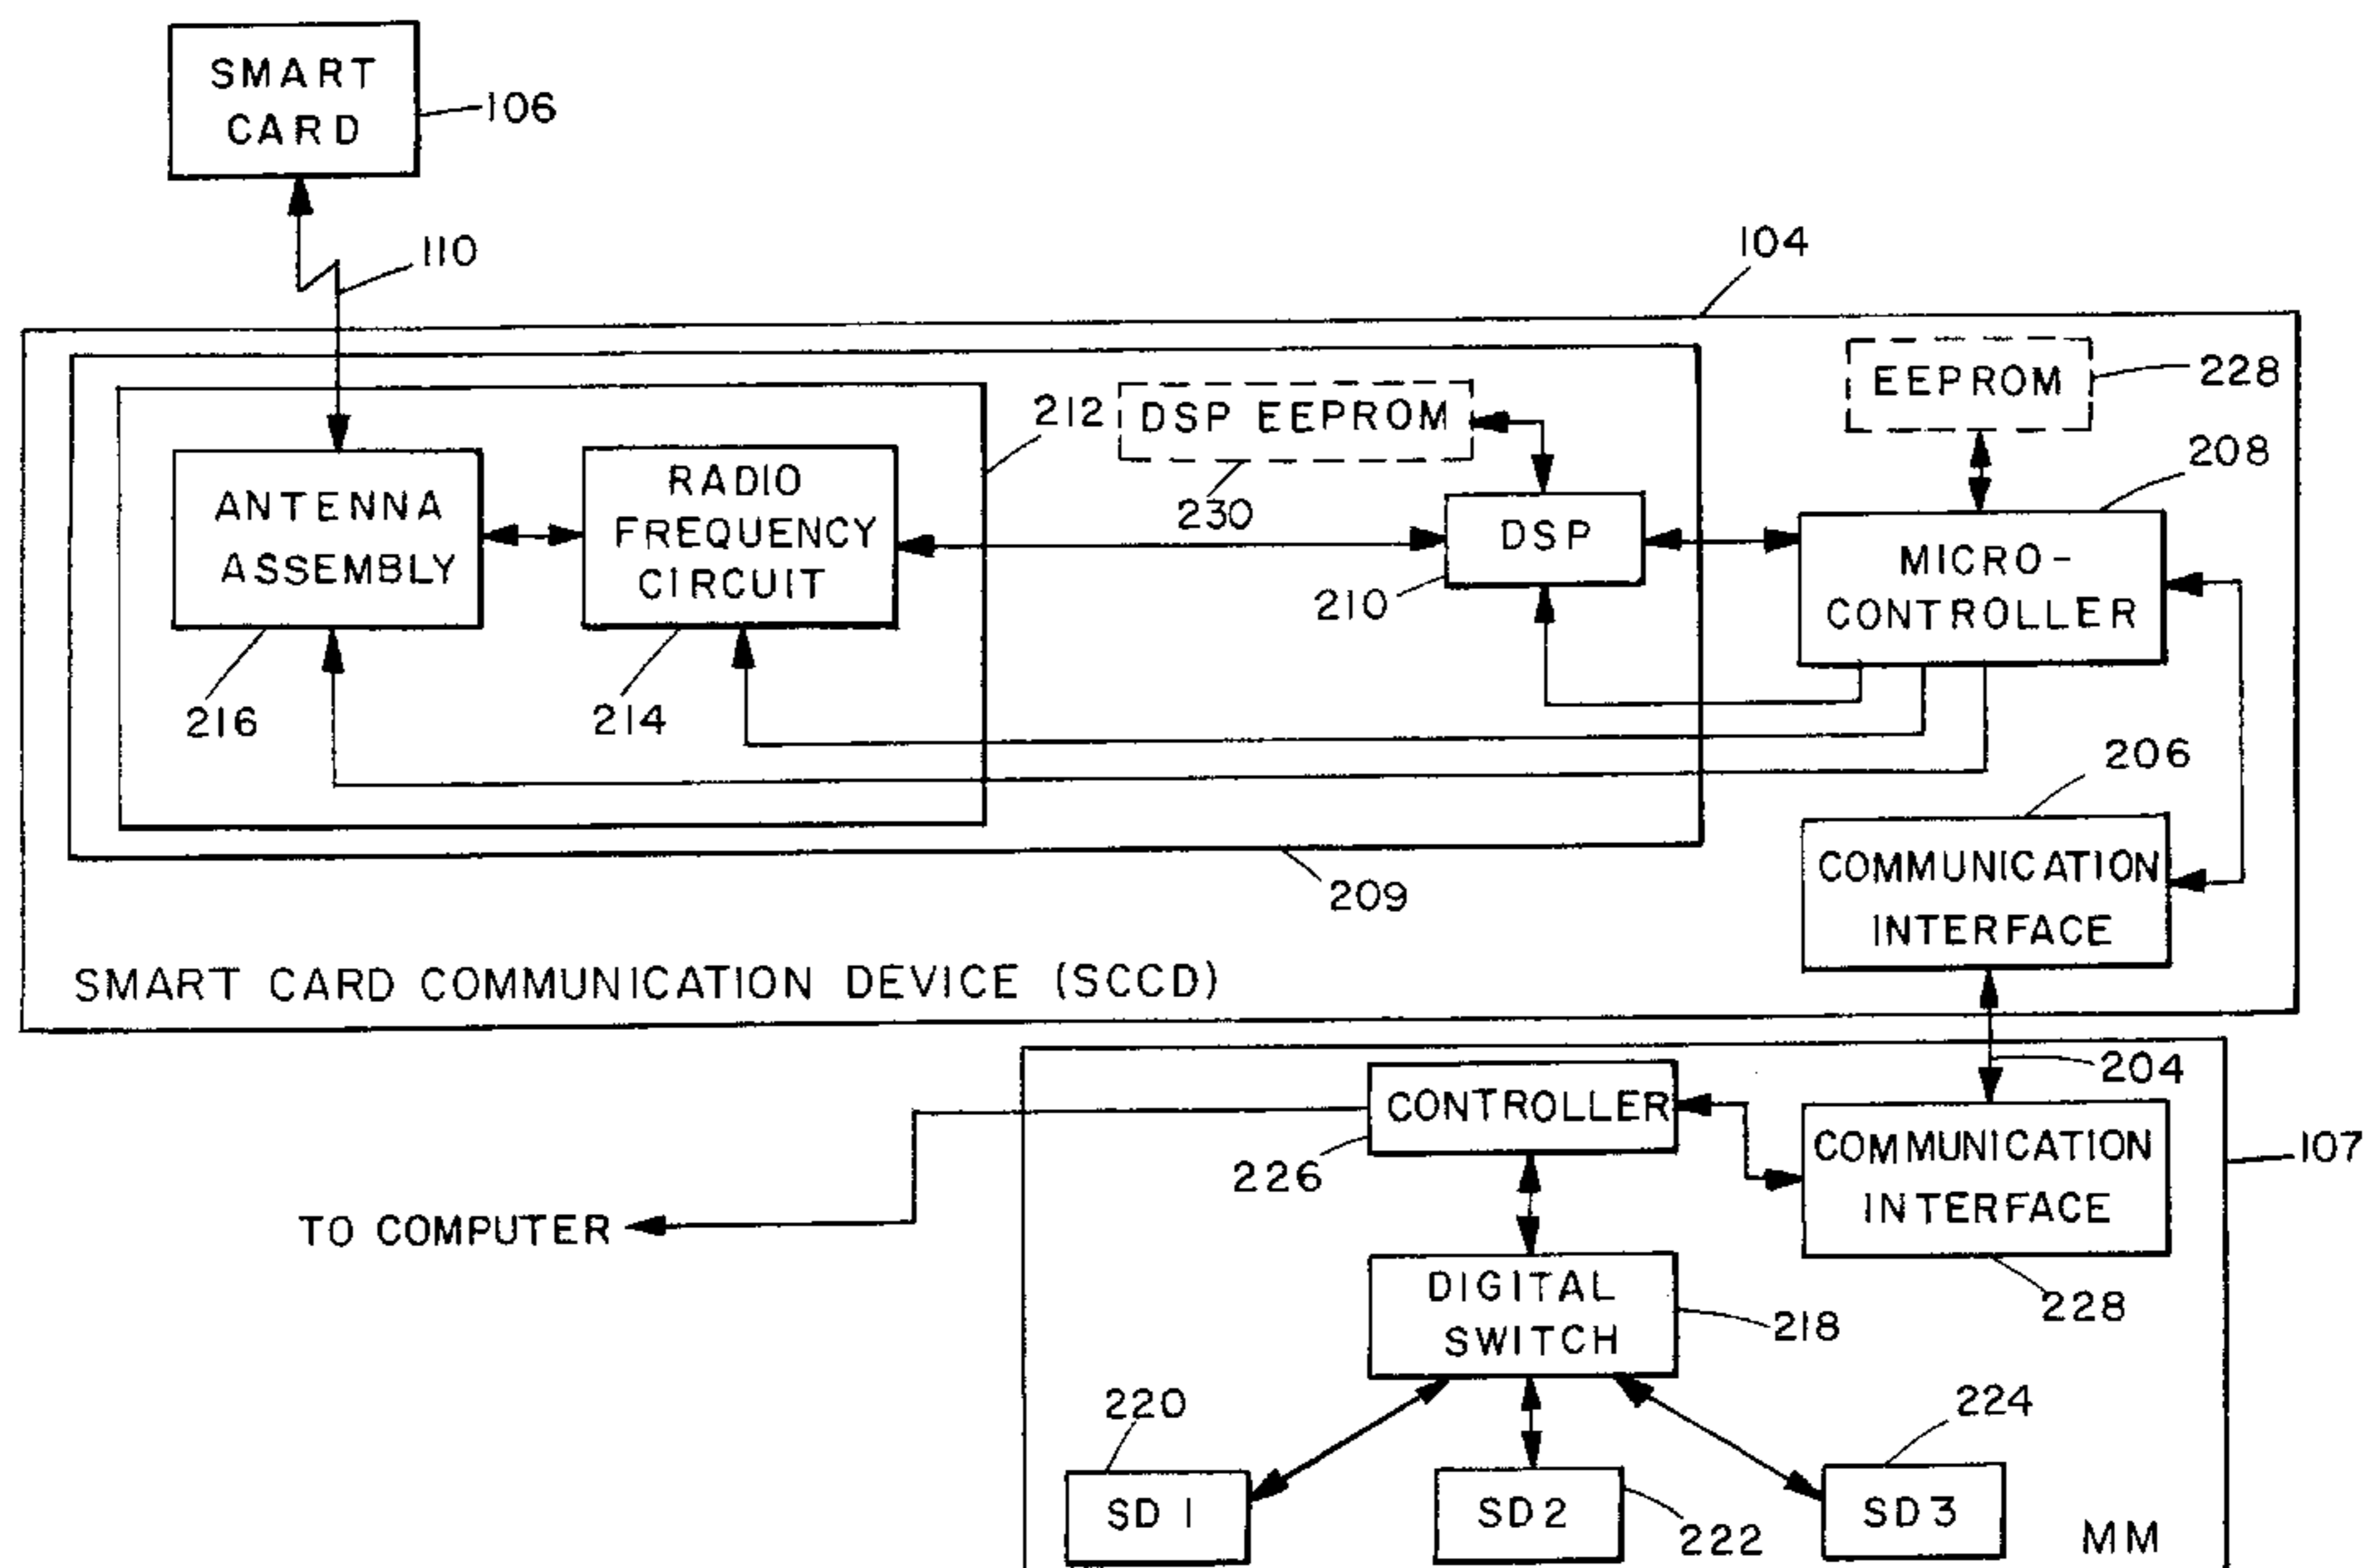 SMART
CARD
106
110
104
EEPROM
228
212
DSP EEPROM
230
208
ANTENNA
ASSEMBLY
RADIO
FREQUENCY
CIRCUIT
DSP
210
MICRO-
CONTROLLER
216
214
206
COMMUNICATION
INTERFACE
209
SMART CARD COMMUNICATION DEVICE (SCCD)
204
CONTROLLER
226
COMMUNICATION
INTERFACE
107
228
TO COMPUTER
DIGITAL
SWITCH
218
220
224
SD 1
SD2
222
SD3
MM